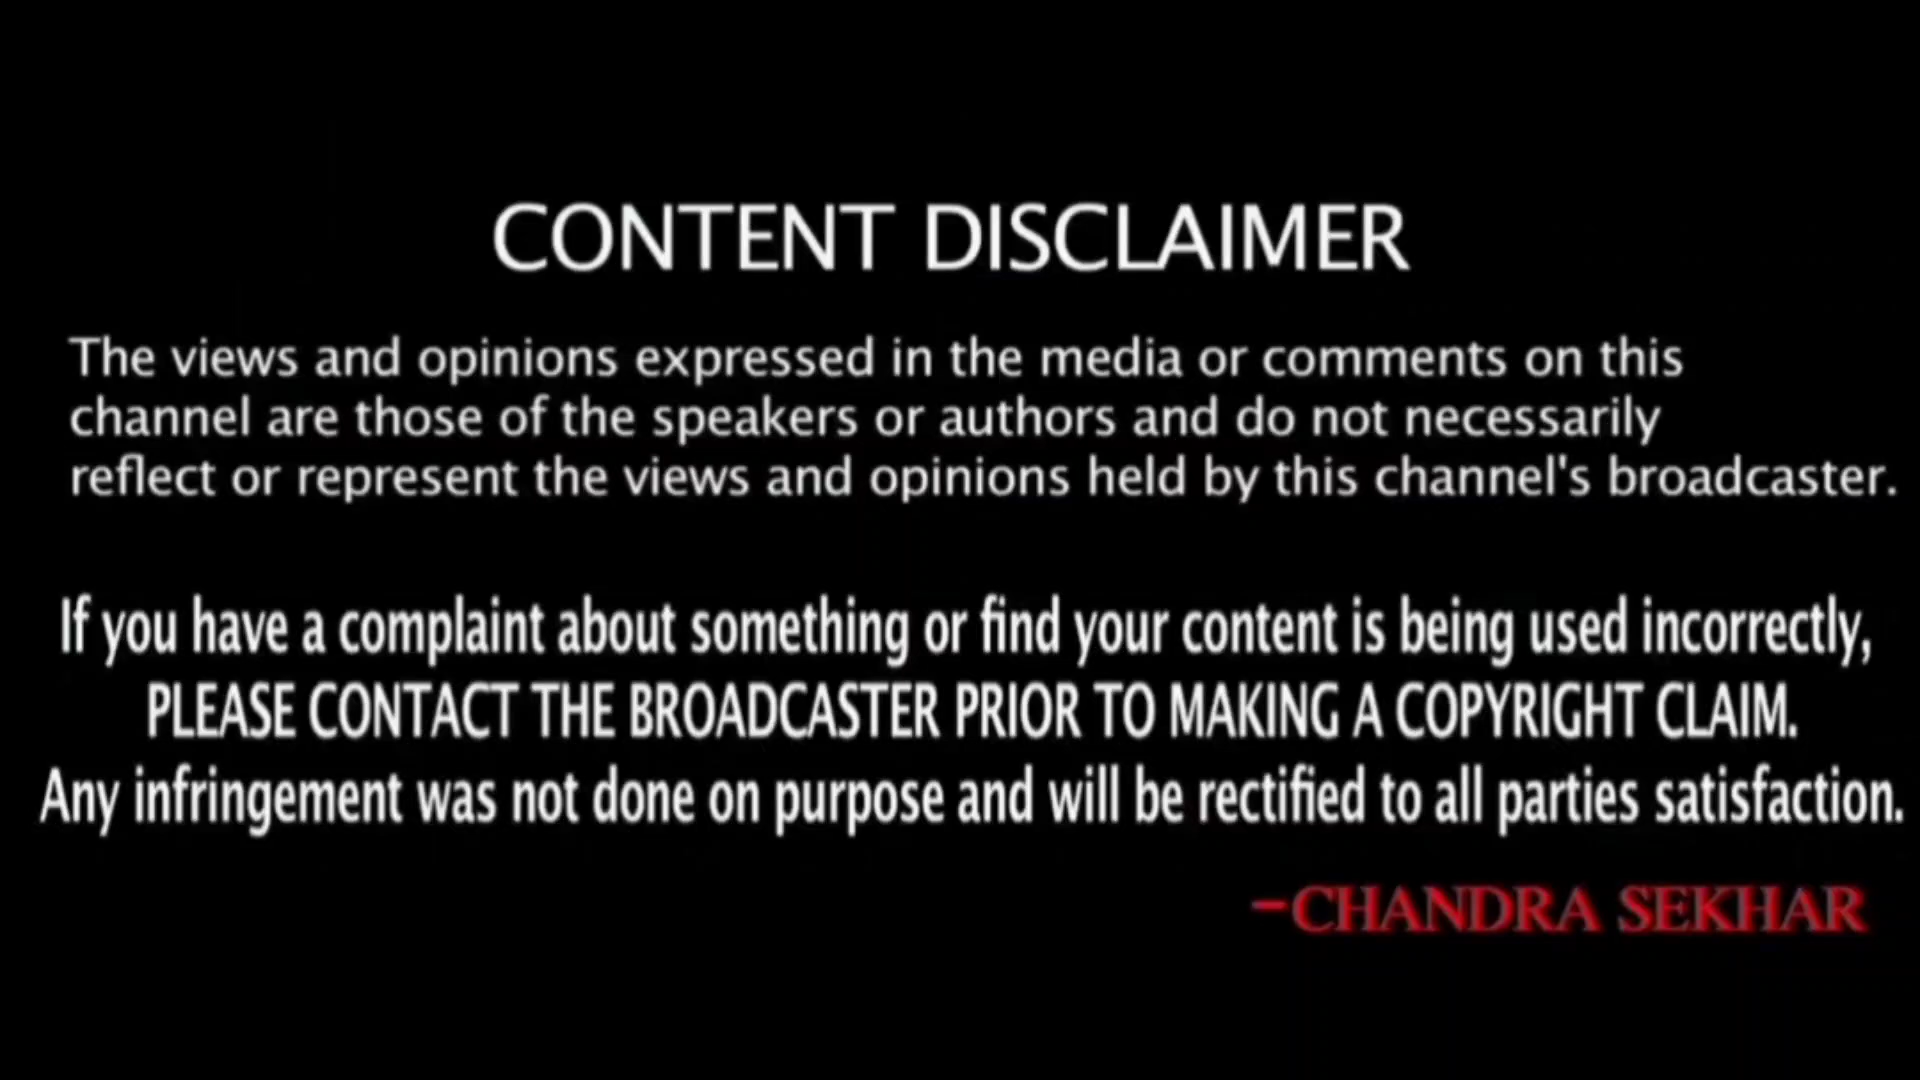 CONTENT DISCLAIMER
The views and opinions expressed in the media or comments on this
channel are those of the speakers or authors and do not necessarily
reflect or represent the views and opinions held by this channel's broadcaster.
If you have a complaint about something or find your content is being used incorrectly,
PLEASE CONTACT THE BROADCASTER PRIOR TO MAKING A COPYRIGHT CLAIM.
Any infringement was not done on purpose and will be rectified to all parties satisfaction.
-CHANDRA SEKHAR